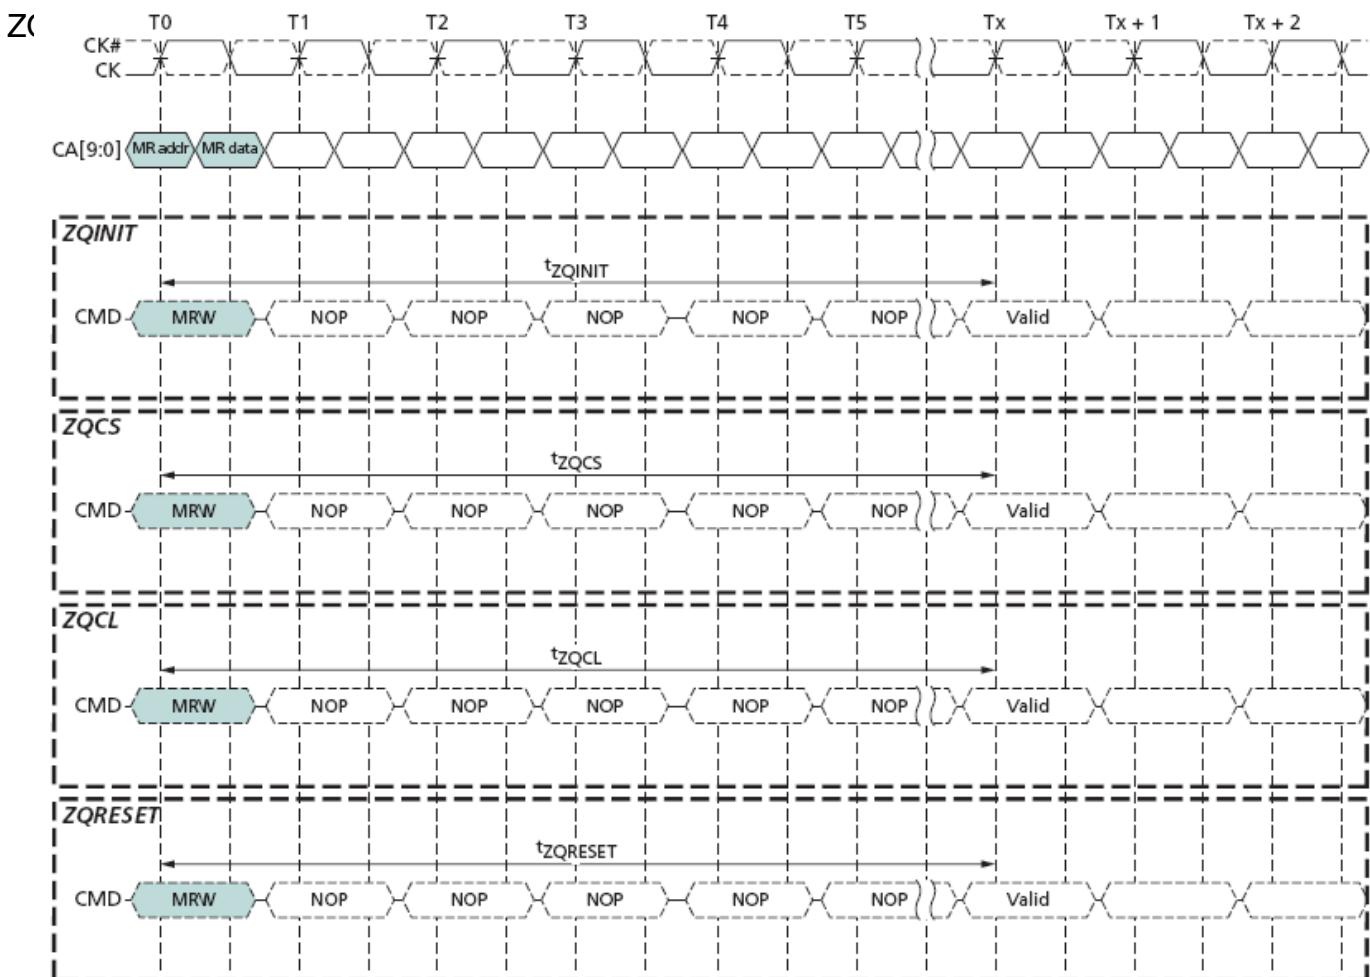 ZQ
T0 T1 T2 T3 T4 T5 Tx Tx + 1 Tx + 2
CK#
CK
CA[9:0] MR addr MR data
ZQINIT
tZQINIT
CMD MRW NOP NOP NOP NOP NOP Valid
ZQCS
tZQCS
CMD MRW NOP NOP NOP NOP NOP Valid
ZQCL
tZQCL
CMD MRW NOP NOP NOP NOP NOP Valid
ZQRESET
tZQRESET
CMD MRW NOP NOP NOP NOP NOP Valid